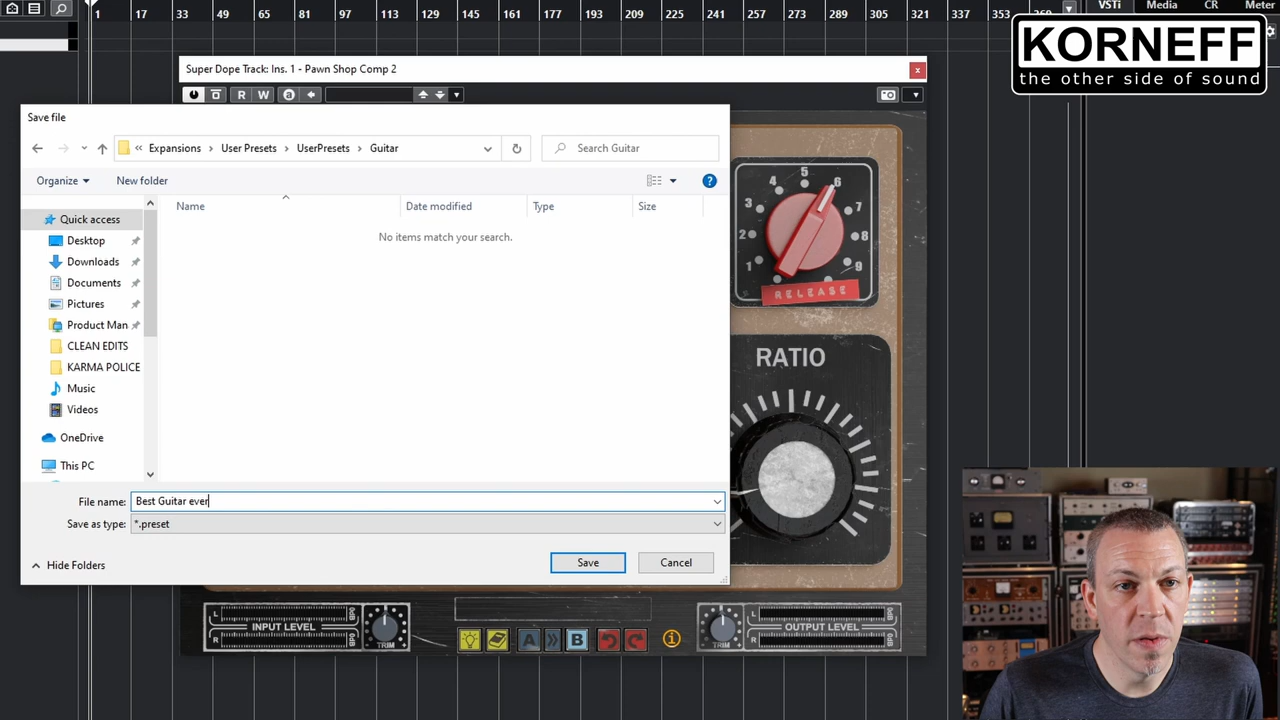 1 33 49 65 81 97 113 129 145 161 177 193 209 225 241 257 273 289 305 321 337 353
VSTi Media CR Meter
KORNEFF
the other side of sound
Super Dope Track: Ins. 1 - Pawn Shop Comp 2
R W a
Save file
« Expansions › User Presets › UserPresets › Guitar
Search Guitar
Organize New folder
Name Date modified Type Size
No items match your search.
Quick access
Desktop
Downloads
Documents
Pictures
Product Man
CLEAN EDITS
KARMA POLICE
Music
Videos
OneDrive
This PC
File name: Best Guitar ever
Save as type: *.preset
Hide Folders
Save Cancel
1 2 3 4 5 6 7 8 9
RELEASE
RATIO
L
R
INPUT LEVEL
TRIM
A B
TRIM
L
R
OUTPUT LEVEL